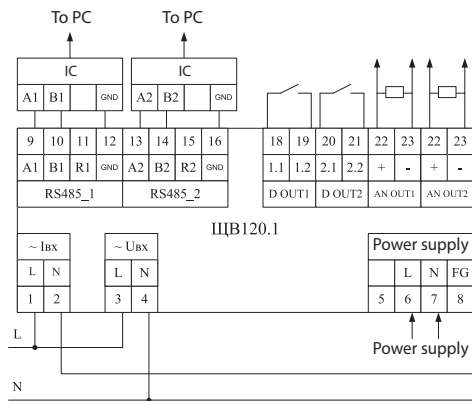 To PC To PC
IC IC
A1 B1 GND A2 B2 GND
9 10 11 12 13 14 15 16 18 19 20 21 22 23 22 23
A1 B1 R1 GND A2 B2 R2 GND 1.1 1.2 2.1 2.2 + - + -
RS485_1 RS485_2 D OUT1 D OUT2 AN OUT1 AN OUT2
ЩВ120.1
~ Iвх ~ Uвх Power supply
L N L N L N FG
1 2 3 4 5 6 7 8
L
Power supply
N